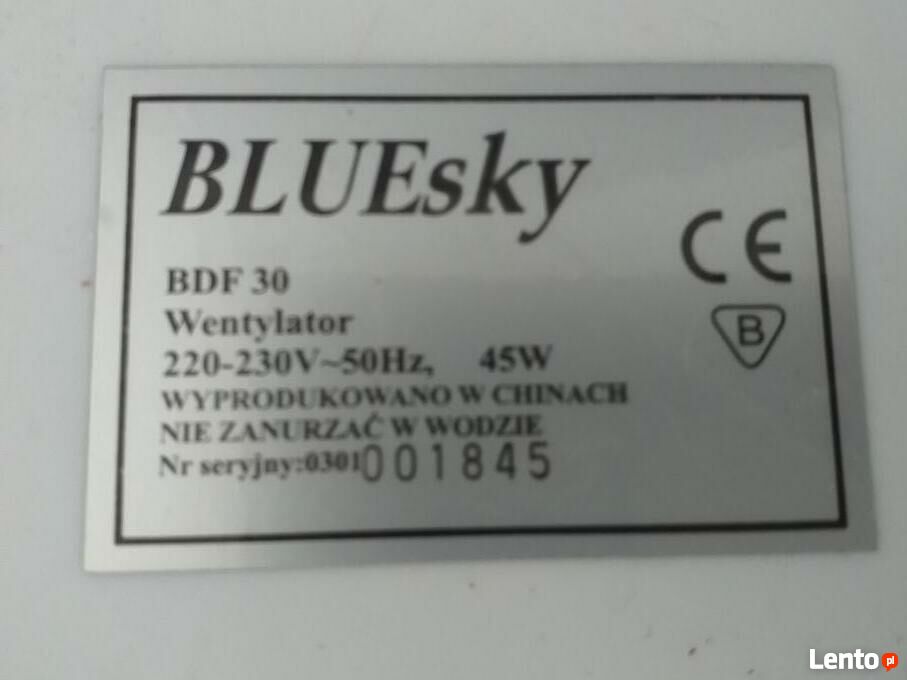 BLUEsky
CE
BDF 30
B
Wentylator
220-230V~50Hz, 45W
WYPRODUKOWANO W CHINACH
NIE ZANURZAĆ W WODZIE
Nr seryjny:0301001845
Lento.pl